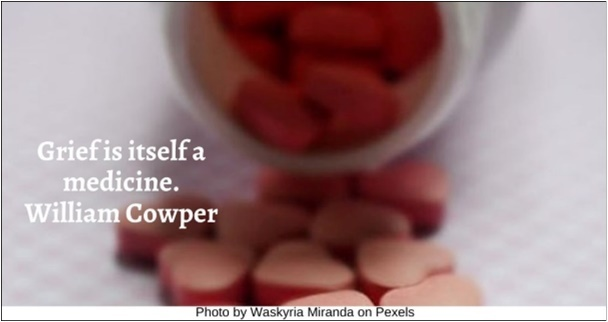 Grief is itself a
medicine.
William Cowper
Photo by Waskyria Miranda on Pexels